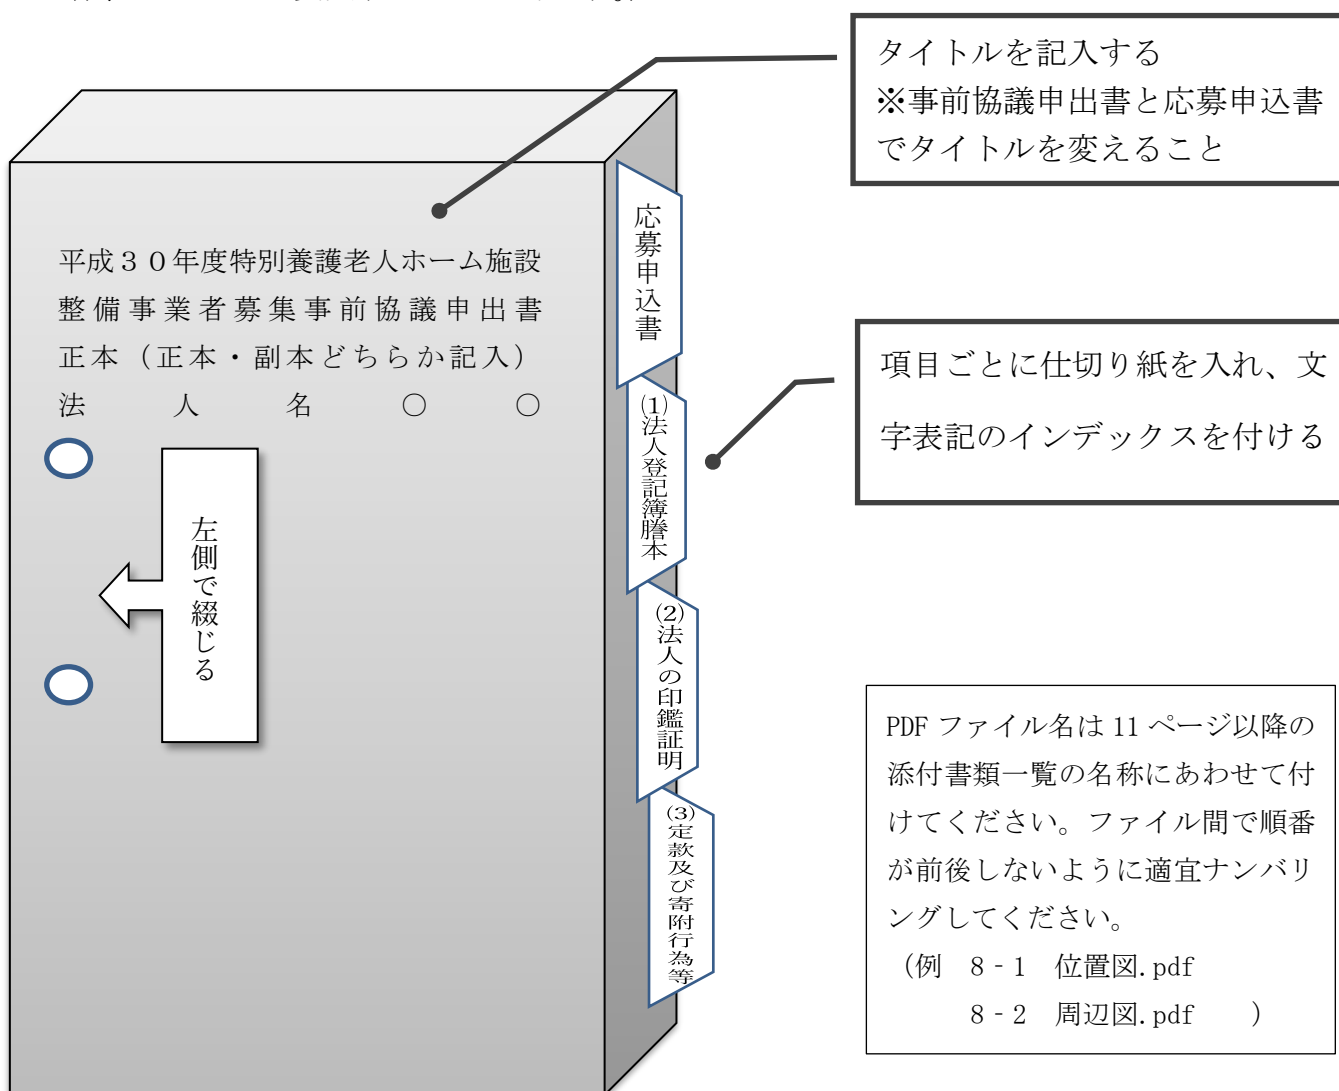 タイトルを記入する
※事前協議申出書と応募申込書
でタイトルを変えること
平成３０年度特別養護老人ホーム施設
整備事業者募集事前協議申出書
正本（正本・副本どちらか記入）
法人名○○
左側で綴じる
応募申込書
(1)法人登記簿謄本
(2)法人の印鑑証明
(3)定款及び寄附行為等
項目ごとに仕切り紙を入れ、文
字表記のインデックスを付ける
PDF ファイル名は 11 ページ以降の
添付書類一覧の名称にあわせて付
けてください。ファイル間で順番
が前後しないように適宜ナンバリ
ングしてください。
（例　8‐1　位置図.pdf
8‐2　周辺図.pdf　　）